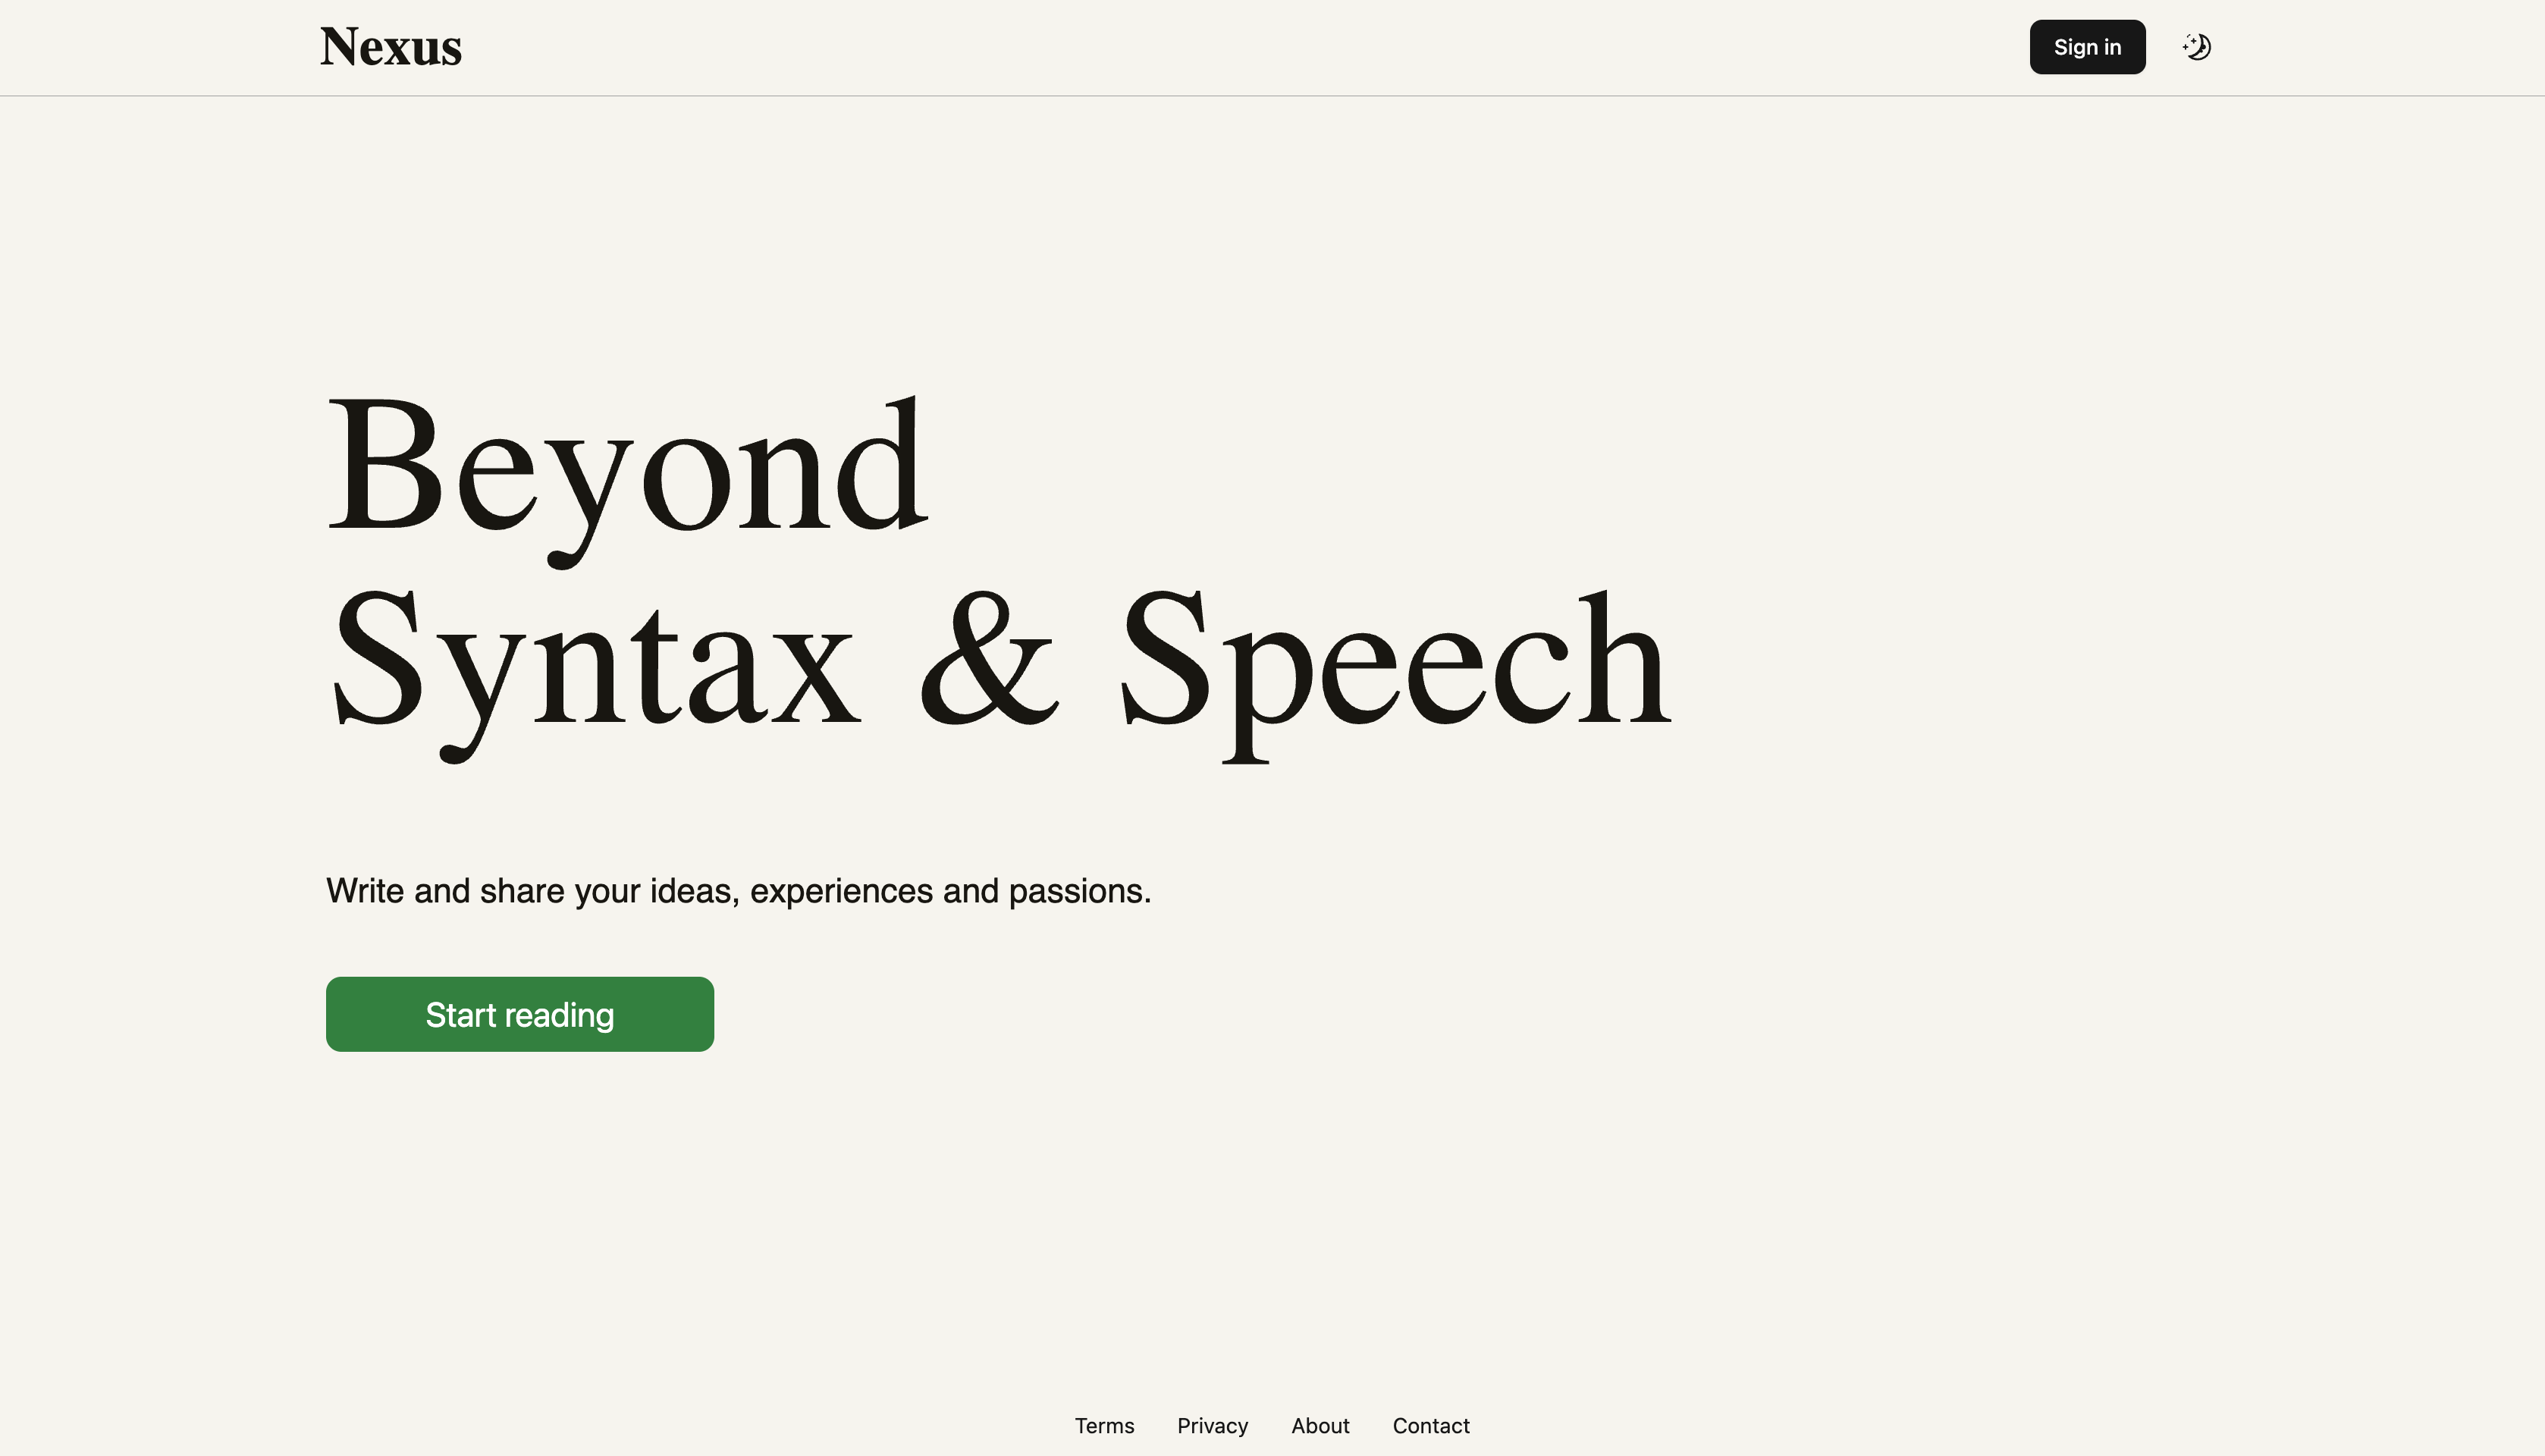 Nexus
Sign in
Beyond
Syntax & Speech
Write and share your ideas, experiences and passions.
Start reading
Terms Privacy About Contact